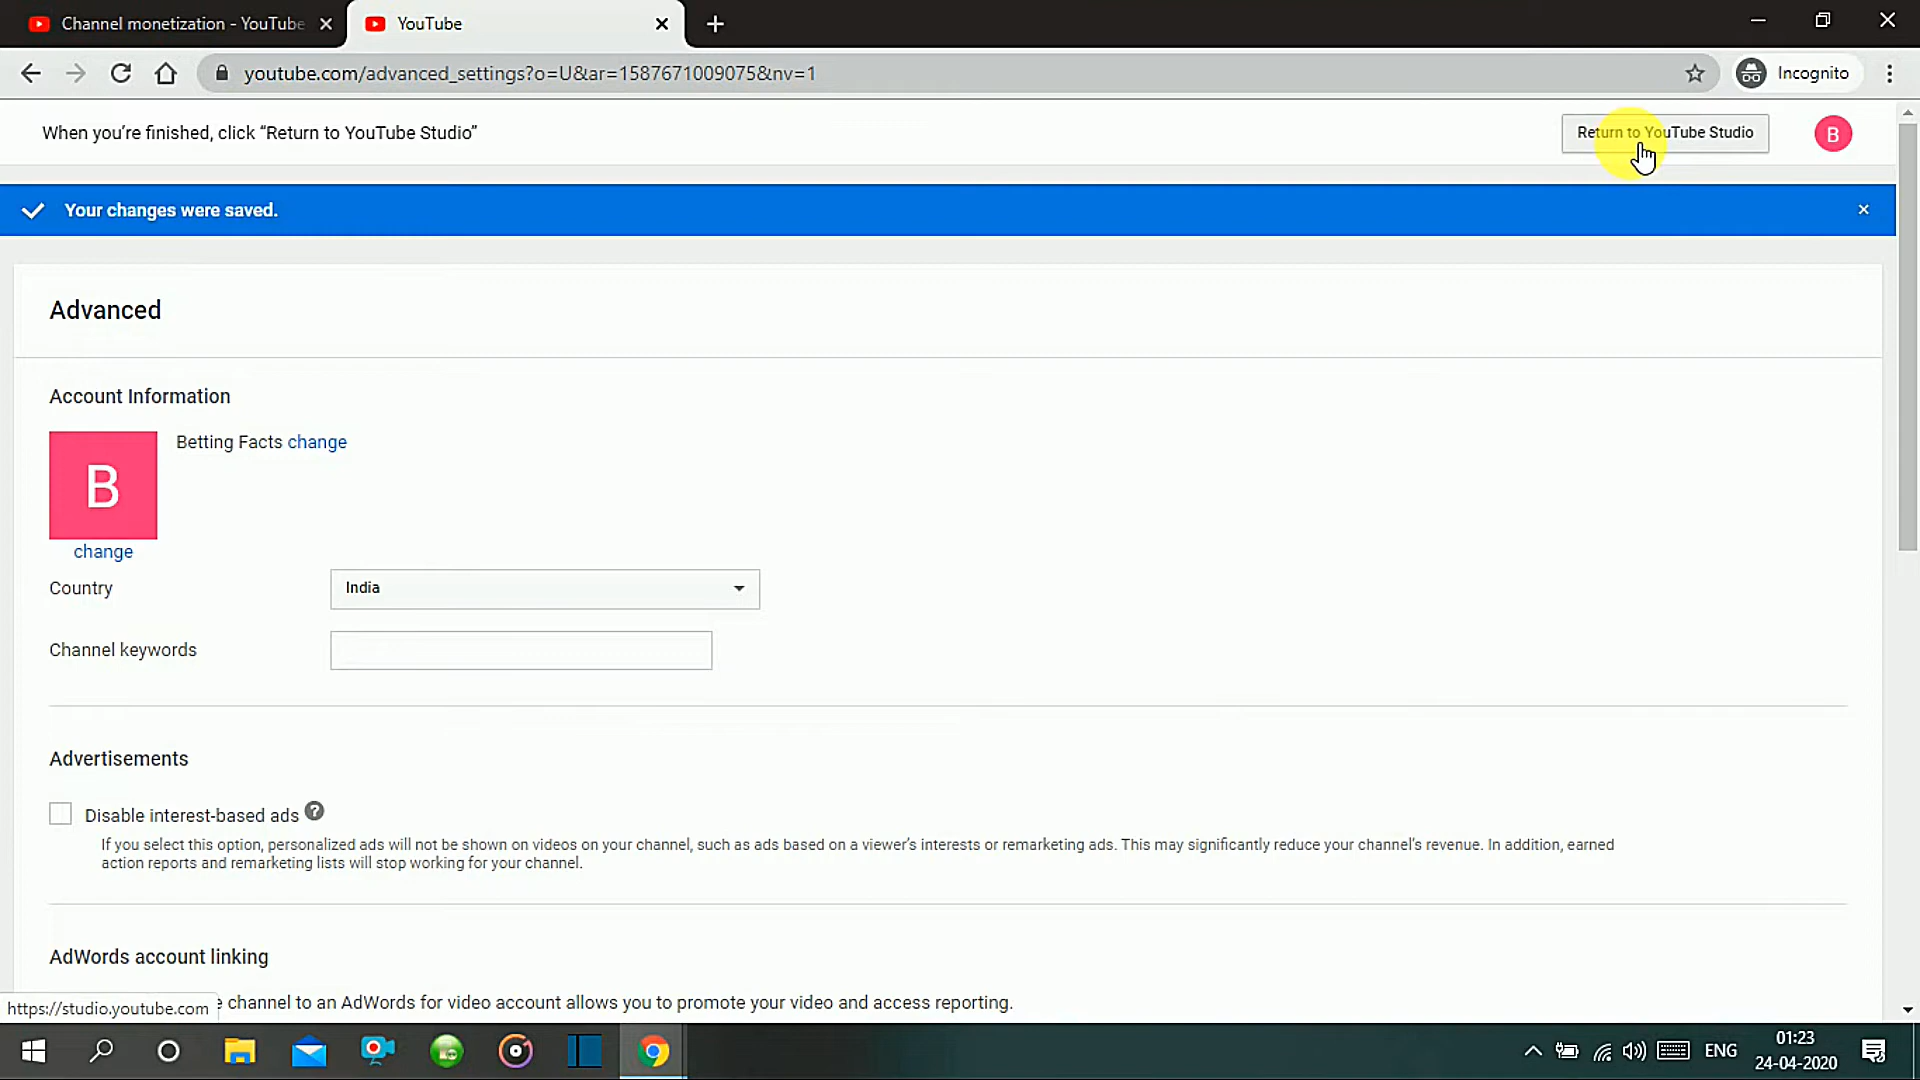 Channel monetization - YouTube
YouTube
youtube.com/advanced_settings?o=U&ar=1587671009075&nv=1
Incognito
When you're finished, click “Return to YouTube Studio”
Return to YouTube Studio
B
Your changes were saved.
Advanced
Account Information
B
Betting Facts change
change
Country
India
Channel keywords
Advertisements
Disable interest-based ads ?
If you select this option, personalized ads will not be shown on videos on your channel, such as ads based on a viewer's interests or remarketing ads. This may significantly reduce your channel's revenue. In addition, earned
action reports and remarketing lists will stop working for your channel.
AdWords account linking
e channel to an AdWords for video account allows you to promote your video and access reporting.
https://studio.youtube.com
ENG
01:23
24-04-2020